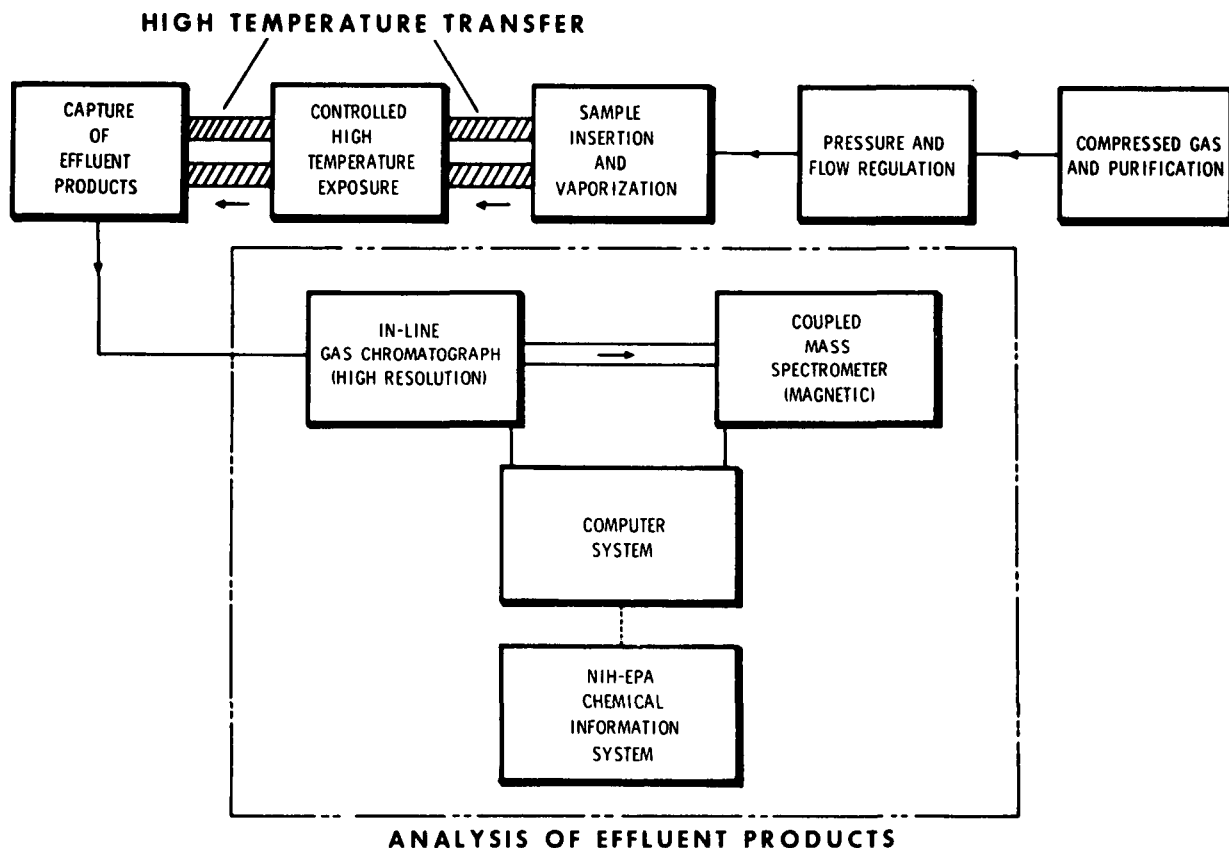 HIGH TEMPERATURE TRANSFER
CAPTURE
OF
EFFLUENT
PRODUCTS
CONTROLLED
HIGH
TEMPERATURE
EXPOSURE
SAMPLE
INSERTION
AND
VAPORIZATION
PRESSURE AND
FLOW REGULATION
COMPRESSED GAS
AND PURIFICATION
IN-LINE
GAS CHROMATOGRAPH
(HIGH RESOLUTION)
COUPLED
MASS
SPECTROMETER
(MAGNETIC)
COMPUTER
SYSTEM
NIH-EPA
CHEMICAL
INFORMATION
SYSTEM
ANALYSIS OF EFFLUENT PRODUCTS